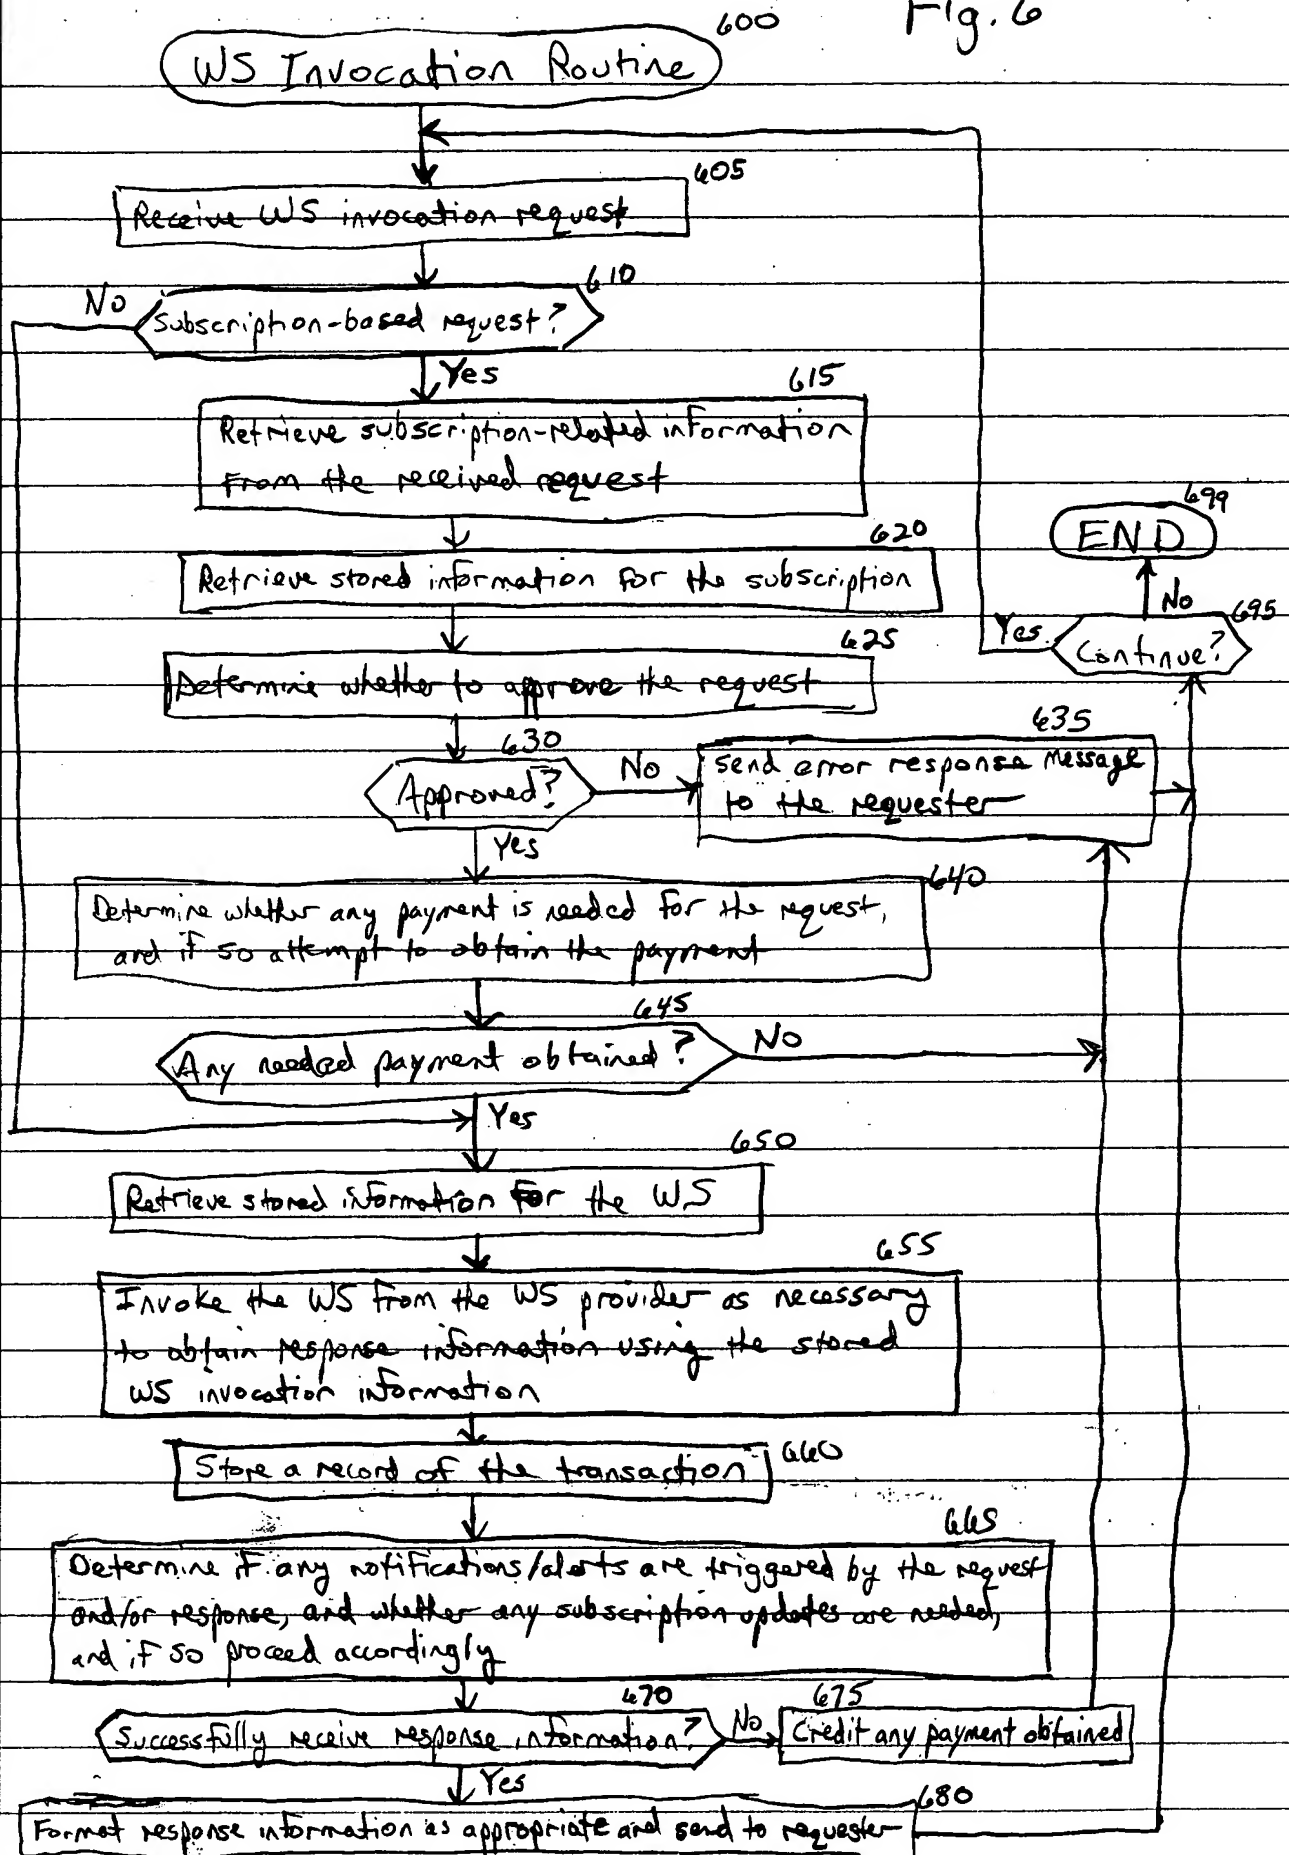 600
Fig. 6
WS Invocation Routine
605
Receive WS invocation request
610
No
Subscription-based request?
Yes
615
Retrieve subscription-related information
from the received request
699
END
620
Retrieve stored information for the subscription
No
695
Yes
Continue?
625
Determine whether to approve the request
630
635
Approved?
No
Send error response message
to the requester
Yes
640
Determine whether any payment is needed for the request,
and if so attempt to obtain the payment
645
Any needed payment obtained?
No
Yes
650
Retrieve stored information for the WS
655
Invoke the WS from the WS provider as necessary
to obtain response information using the stored
WS invocation information
660
Store a record of the transaction
665
Determine if any notifications/alerts are triggered by the request
and/or response, and whether any subscription updates are needed,
and if so proceed accordingly
670
675
Successfully receive response information?
No
Credit any payment obtained
Yes
680
Format response information as appropriate and send to requester